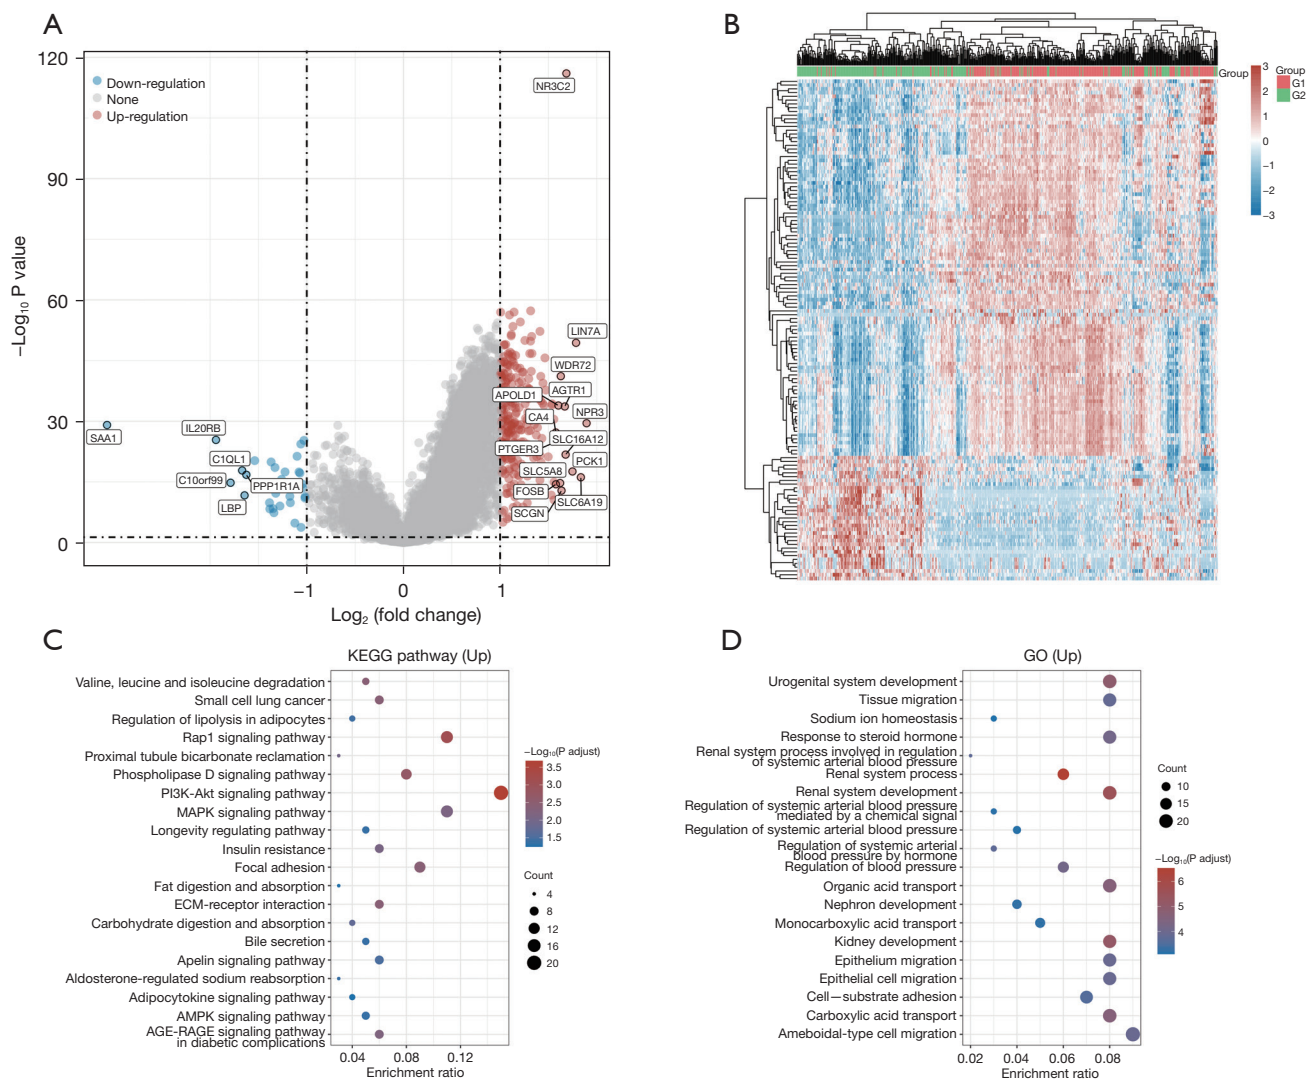 A
−Log₁₀ P value
120
90
60
30
0
Down-regulation
None
Up-regulation
NR3C2
LIN7A
WDR72
AGTR1
APOLD1
NPR3
CA4
SLC16A12
PTGER3
PCK1
SLC5A8
FOSB
SLC6A19
SCGN
SAA1
IL20RB
C1QL1
C10orf99
PPP1R1A
LBP
−1
0
1
Log₂ (fold change)
B
Group
3
2
1
0
−1
−2
−3
Group
G1
G2
C
KEGG pathway (Up)
Valine, leucine and isoleucine degradation
Small cell lung cancer
Regulation of lipolysis in adipocytes
Rap1 signaling pathway
Proximal tubule bicarbonate reclamation
Phospholipase D signaling pathway
PI3K-Akt signaling pathway
MAPK signaling pathway
Longevity regulating pathway
Insulin resistance
Focal adhesion
Fat digestion and absorption
ECM-receptor interaction
Carbohydrate digestion and absorption
Bile secretion
Apelin signaling pathway
Aldosterone-regulated sodium reabsorption
Adipocytokine signaling pathway
AMPK signaling pathway
AGE-RAGE signaling pathway
in diabetic complications
0.04
0.08
0.12
Enrichment ratio
−Log₁₀(P adjust)
3.5
3.0
2.5
2.0
1.5
Count
4
8
12
16
20
D
GO (Up)
Urogenital system development
Tissue migration
Sodium ion homeostasis
Response to steroid hormone
Renal system process involved in regulation
of systemic arterial blood pressure
Renal system process
Renal system development
Regulation of systemic arterial blood pressure
mediated by a chemical signal
Regulation of systemic arterial blood pressure
Regulation of systemic arterial
blood pressure by hormone
Regulation of blood pressure
Organic acid transport
Nephron development
Monocarboxylic acid transport
Kidney development
Epithelium migration
Epithelial cell migration
Cell−substrate adhesion
Carboxylic acid transport
Ameboidal-type cell migration
0.02
0.04
0.06
0.08
Enrichment ratio
Count
10
15
20
−Log₁₀(P adjust)
6
5
4